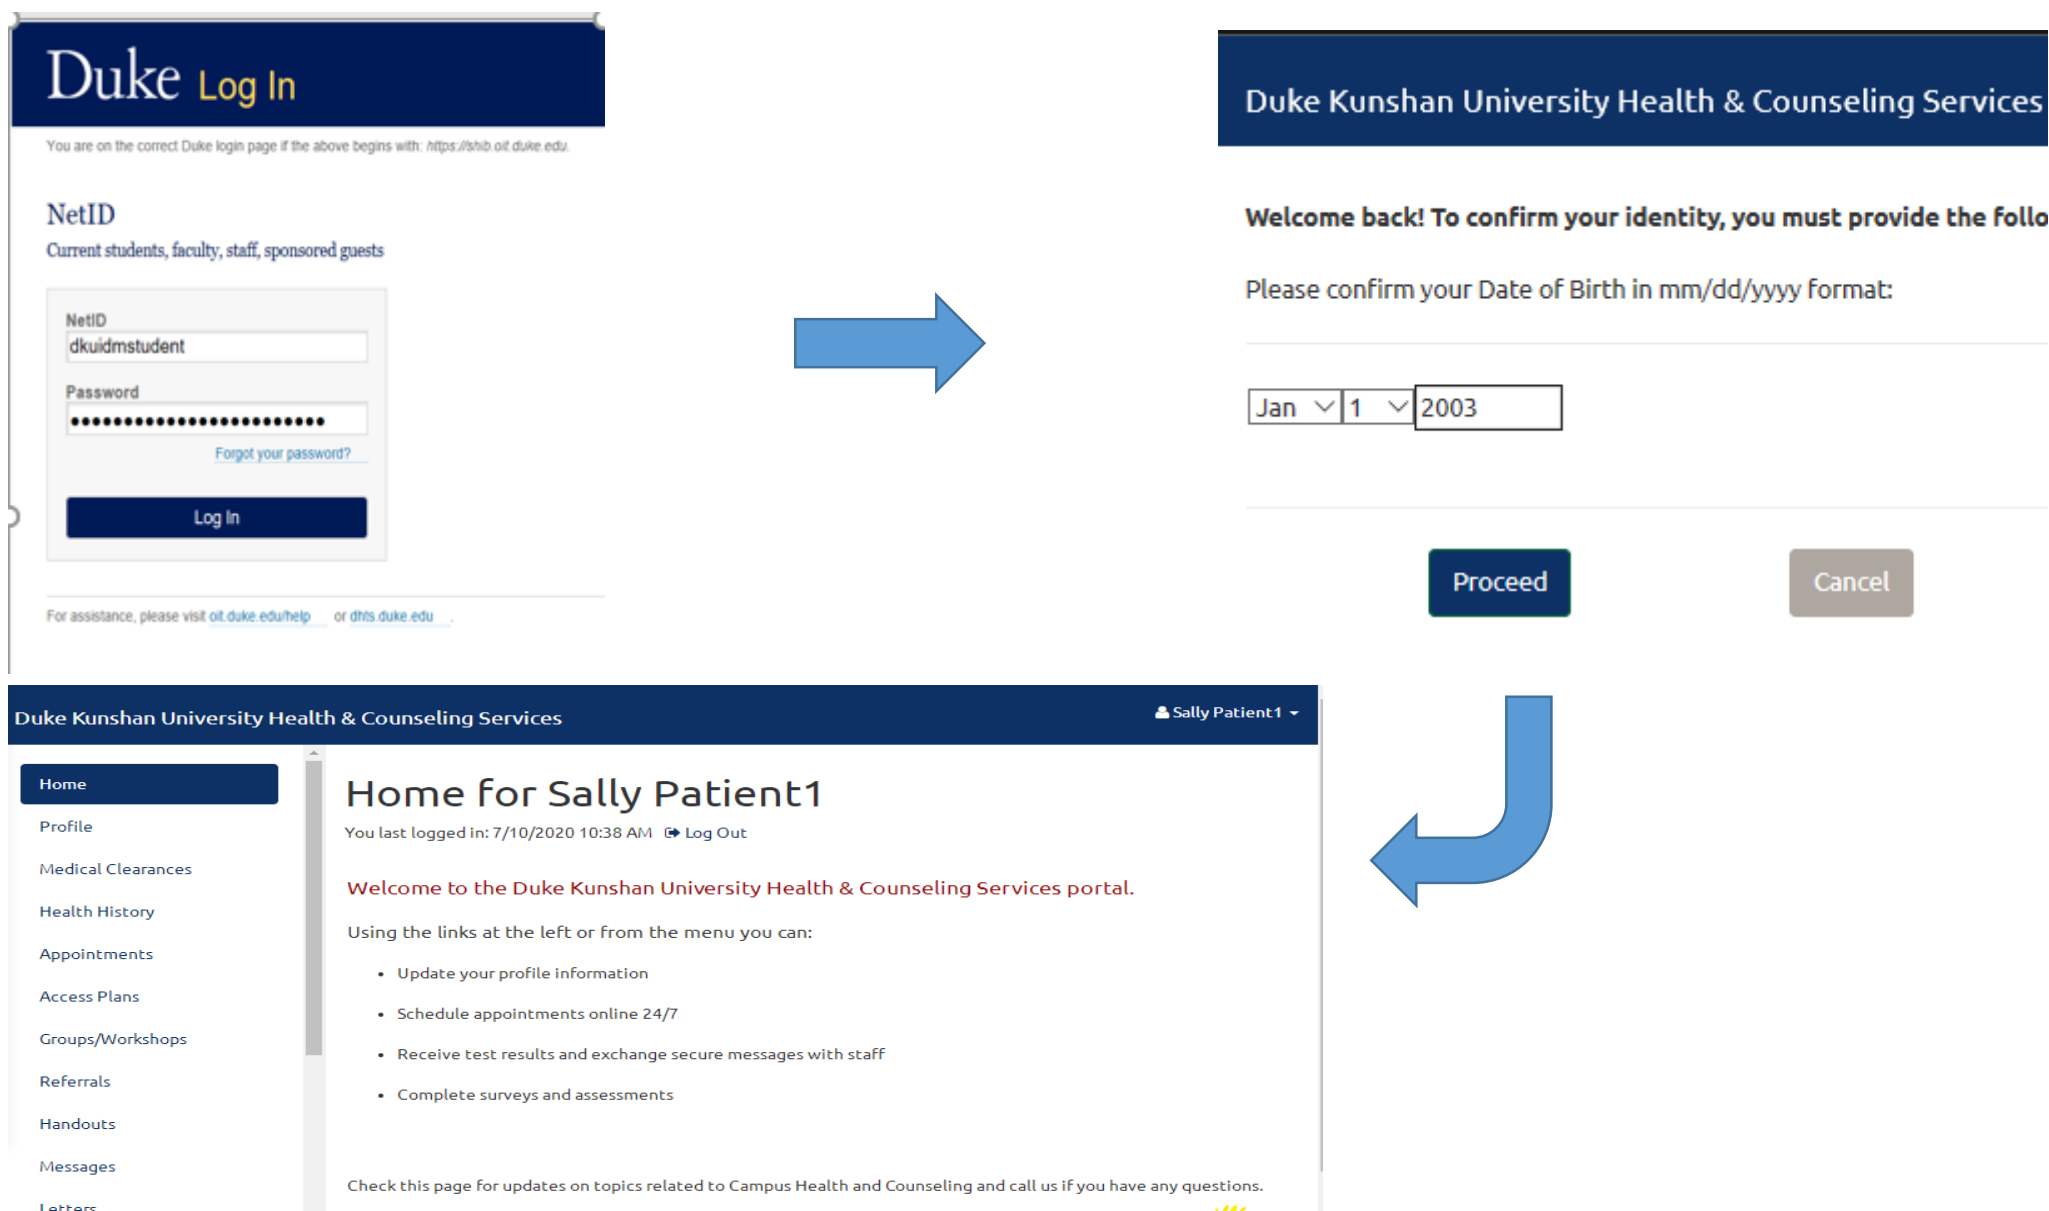 Duke Log In
You are on the correct Duke login page if the above begins with: https://shib.oit.duke.edu.
NetID
Current students, faculty, staff, sponsored guests
NetID
dkuidmstudent
Password
Forgot your password?
Log In
For assistance, please visit oit.duke.edu/help or dhts.duke.edu .
Duke Kunshan University Health & Counseling Services
Welcome back! To confirm your identity, you must provide the follo
Please confirm your Date of Birth in mm/dd/yyyy format:
Jan 1 2003
Proceed Cancel
Duke Kunshan University Health & Counseling Services Sally Patient1
Home
Profile
Medical Clearances
Health History
Appointments
Access Plans
Groups/Workshops
Referrals
Handouts
Messages
Letters
Home for Sally Patient1
You last logged in: 7/10/2020 10:38 AM Log Out
Welcome to the Duke Kunshan University Health & Counseling Services portal.
Using the links at the left or from the menu you can:
• Update your profile information
• Schedule appointments online 24/7
• Receive test results and exchange secure messages with staff
• Complete surveys and assessments
Check this page for updates on topics related to Campus Health and Counseling and call us if you have any questions.